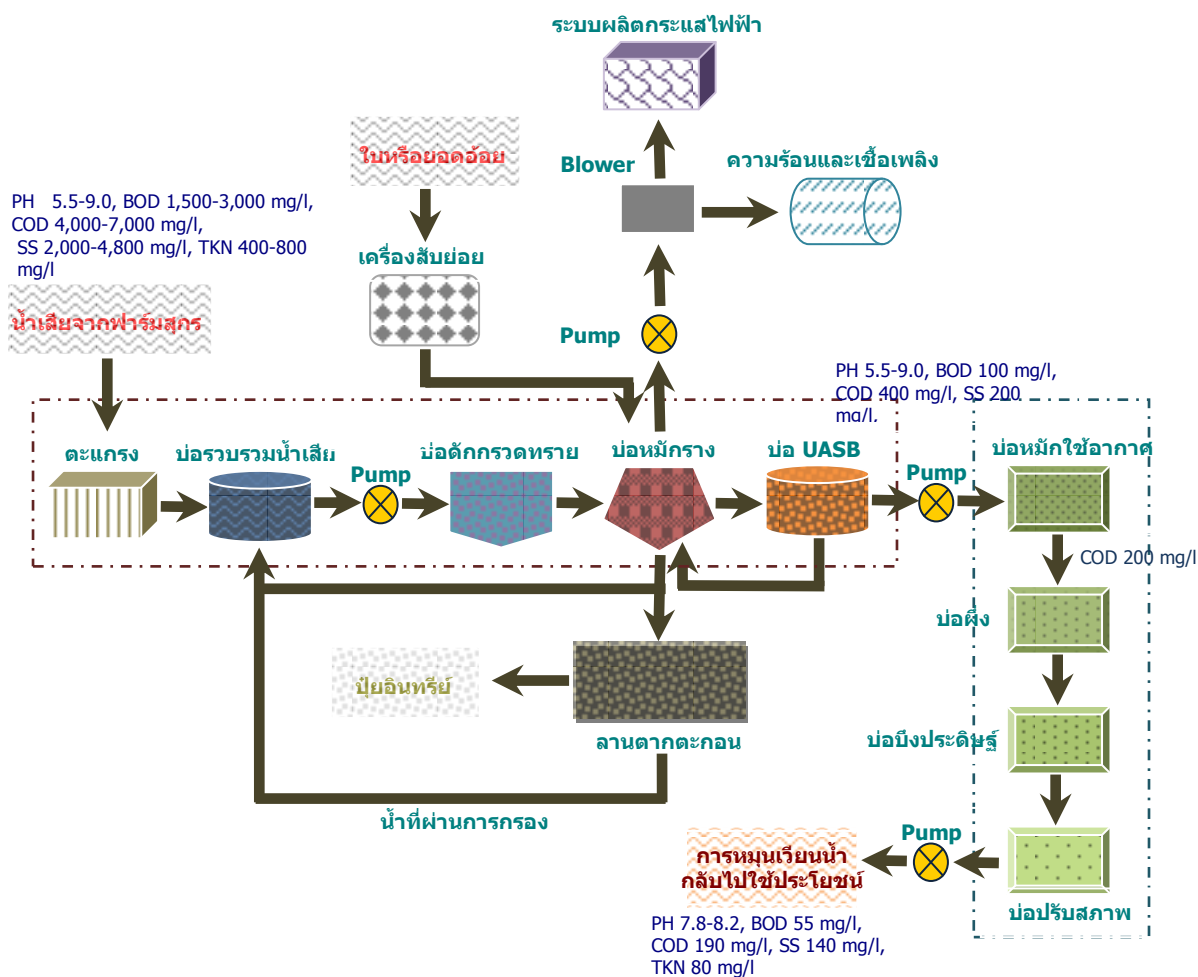 ระบบผลิตกระแสไฟฟ้า
ใบหรือยอดอ้อย
Blower
ความร้อนและเชื้อเพลิง
PH 5.5-9.0, BOD 1,500-3,000 mg/l,
COD 4,000-7,000 mg/l,
SS 2,000-4,800 mg/l, TKN 400-800
mg/l
เครื่องสับย่อย
น้ำเสียจากฟาร์มสุกร
Pump
PH 5.5-9.0, BOD 100 mg/l,
COD 400 mg/l, SS 200
mg/l,
ตะแกรง
บ่อรวบรวมน้ำเสีย
Pump
บ่อดักกรวดทราย
บ่อหมักราง
บ่อ UASB
Pump
บ่อหมักใช้อากาศ
COD 200 mg/l
บ่อผึ่ง
ปุ๋ยอินทรีย์
ลานตากตะกอน
บ่อบึงประดิษฐ์
น้ำที่ผ่านการกรอง
Pump
การหมุนเวียนน้ำ
กลับไปใช้ประโยชน์
บ่อปรับสภาพ
PH 7.8-8.2, BOD 55 mg/l,
COD 190 mg/l, SS 140 mg/l,
TKN 80 mg/l